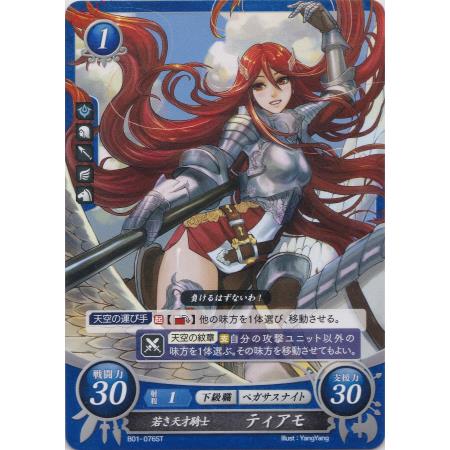 1
負けるはずないわ！
天空の運び手 起 【 】他の味方を1体選び、移動させる。
天空の紋章 支 自分の攻撃ユニット以外の
味方を1体選ぶ。その味方を移動させてもよい。
戦闘力
30
射程 1
下級職 ペガサスナイト
支援力
30
若き天才騎士 ティアモ
B01-076ST
Illust：YangYang